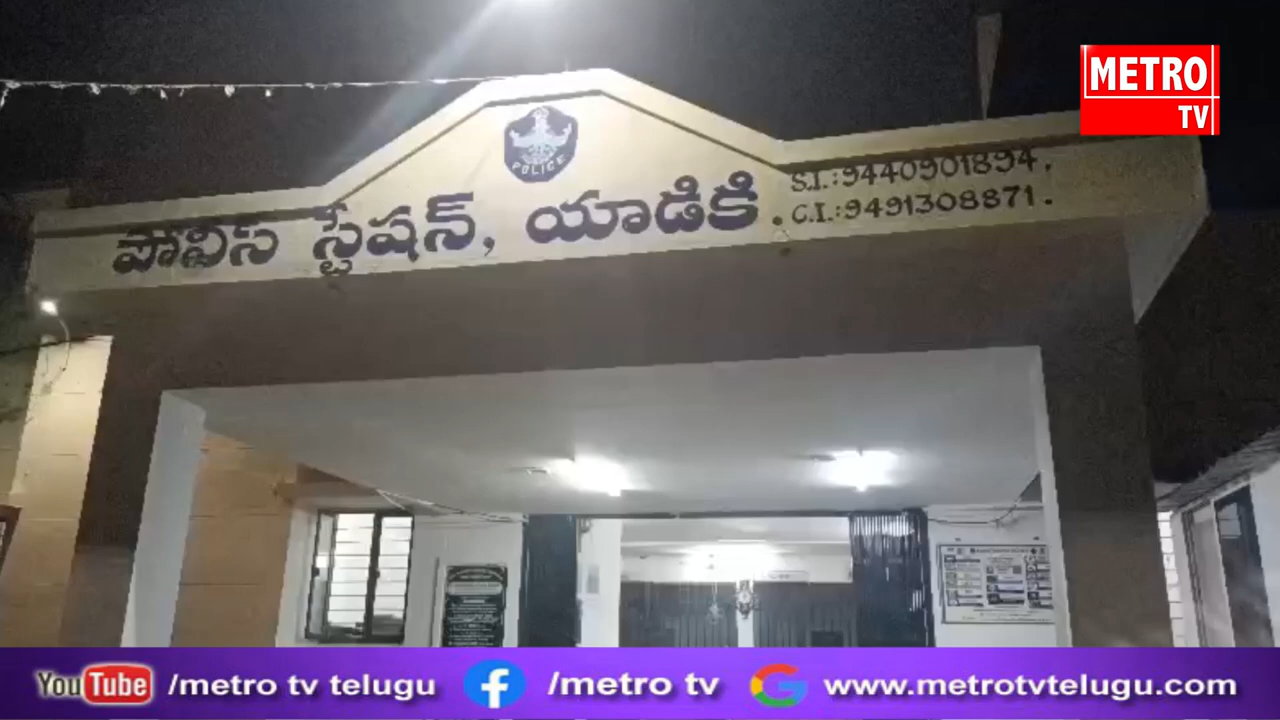 METRO
TV
POLICE
పోలీస్ స్టేషన్, యాడికి.
S.I.:9440901894.
C.I.:9491308871.
YouTube /metro tv telugu
/metro tv
www.metrotvtelugu.com